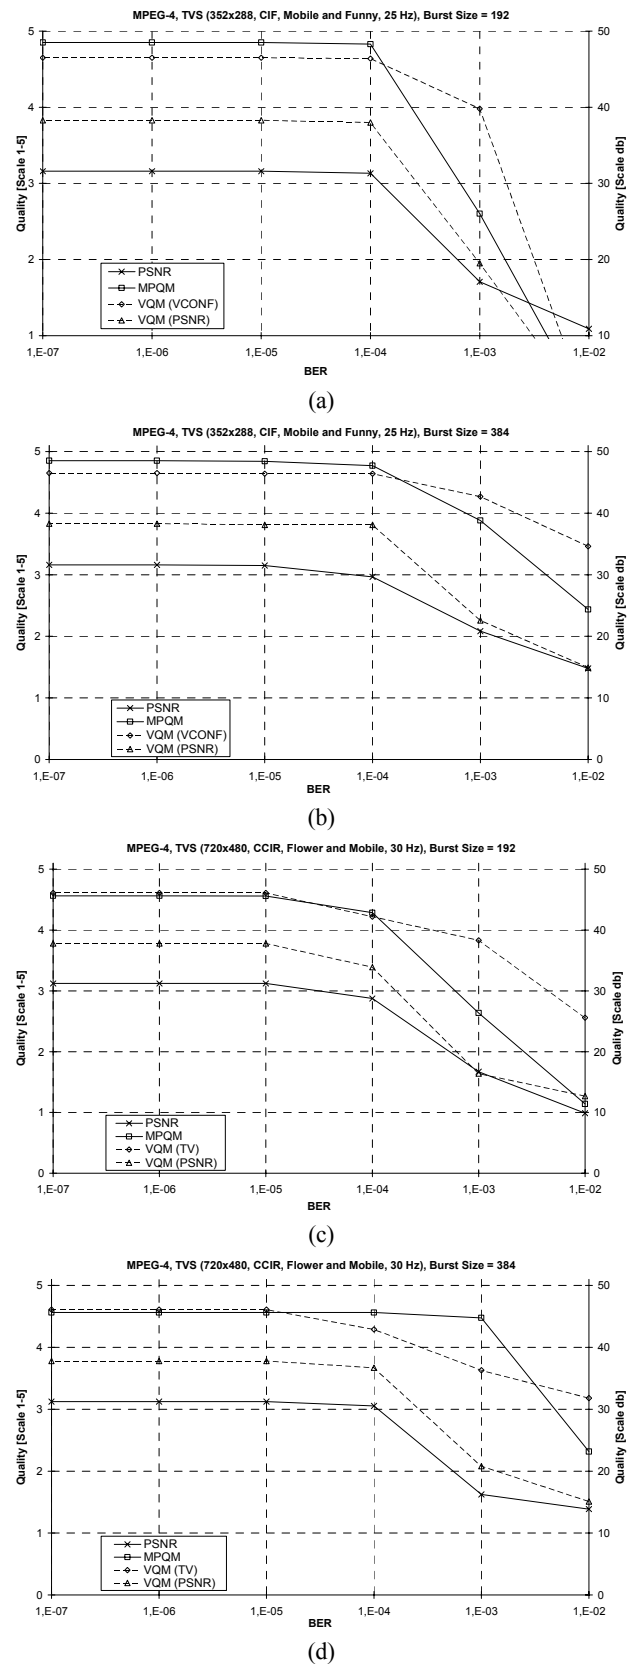 MPEG-4, TVS (352x288, CIF, Mobile and Funny, 25 Hz), Burst Size = 192
Quality [Scale 1-5]
5
4
3
2
1
50
40
30
20
10
Quality [Scale db]
PSNR
MPQM
VQM (VCONF)
VQM (PSNR)
1,E-07 1,E-06 1,E-05 1,E-04 1,E-03 1,E-02
BER
(a)
MPEG-4, TVS (352x288, CIF, Mobile and Funny, 25 Hz), Burst Size = 384
Quality [Scale 1-5]
5
4
3
2
1
0
50
40
30
20
10
0
Quality [Scale db]
PSNR
MPQM
VQM (VCONF)
VQM (PSNR)
1,E-07 1,E-06 1,E-05 1,E-04 1,E-03 1,E-02
BER
(b)
MPEG-4, TVS (720x480, CCIR, Flower and Mobile, 30 Hz), Burst Size = 192
Quality [Scale 1-5]
5
4
3
2
1
0
50
40
30
20
10
0
Quality [Scale db]
PSNR
MPQM
VQM (TV)
VQM (PSNR)
1,E-07 1,E-06 1,E-05 1,E-04 1,E-03 1,E-02
BER
(c)
MPEG-4, TVS (720x480, CCIR, Flower and Mobile, 30 Hz), Burst Size = 384
Quality [Scale 1-5]
5
4
3
2
1
0
50
40
30
20
10
0
Quality [Scale db]
PSNR
MPQM
VQM (TV)
VQM (PSNR)
1,E-07 1,E-06 1,E-05 1,E-04 1,E-03 1,E-02
BER
(d)